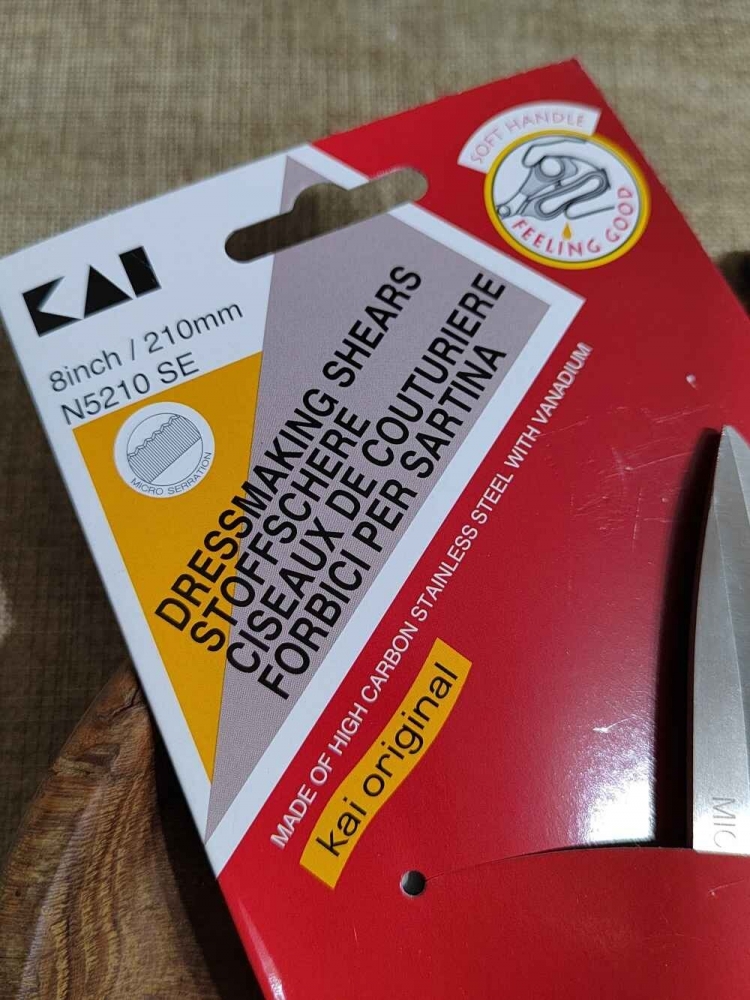 KAI
8inch / 210mm
N5210 SE
MICRO SERRATION
DRESSMAKING SHEARS
STOFFSCHERE
CISEAUX DE COUTURIERE
FORBICI PER SARTINA
SOFT HANDLE
FEELING GOOD
MADE OF HIGH CARBON STAINLESS STEEL WITH VANADIUM
kai original
MIC